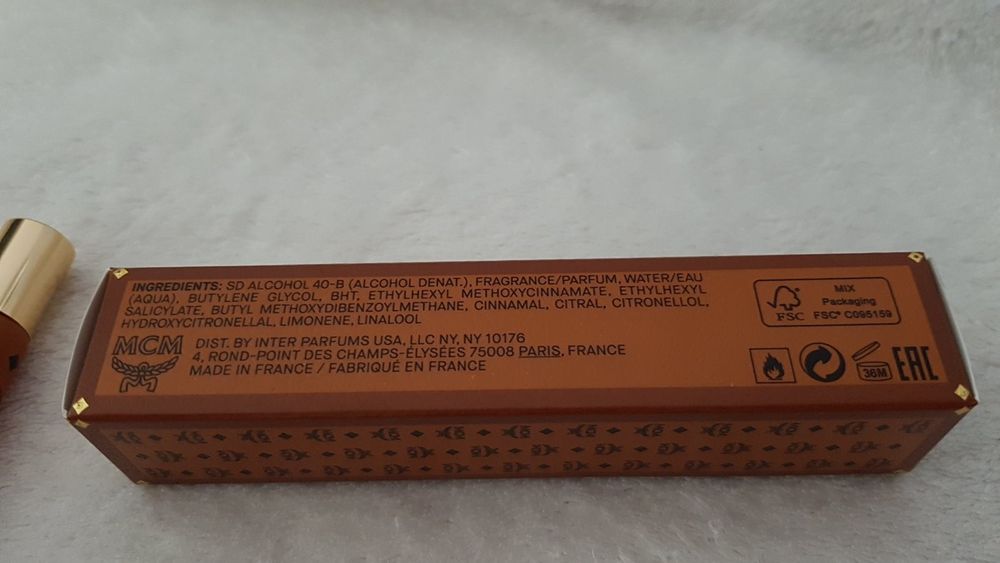 INGREDIENTS: SD ALCOHOL 40-B (ALCOHOL DENAT.), FRAGRANCE/PARFUM, WATER/EAU
(AQUA), BUTYLENE GLYCOL, BHT, ETHYLHEXYL METHOXYCINNAMATE, ETHYLHEXYL
SALICYLATE, BUTYL METHOXYDIBENZOYLMETHANE, CINNAMAL, CITRAL, CITRONELLOL,
HYDROXYCITRONELLAL, LIMONENE, LINALOOL
MCM
DIST. BY INTER PARFUMS USA, LLC NY, NY 10176
4, ROND-POINT DES CHAMPS-ÉLYSÉES 75008 PARIS, FRANCE
MADE IN FRANCE / FABRIQUÉ EN FRANCE
FSC
MIX
Packaging
FSC® C095159
36M
EAC